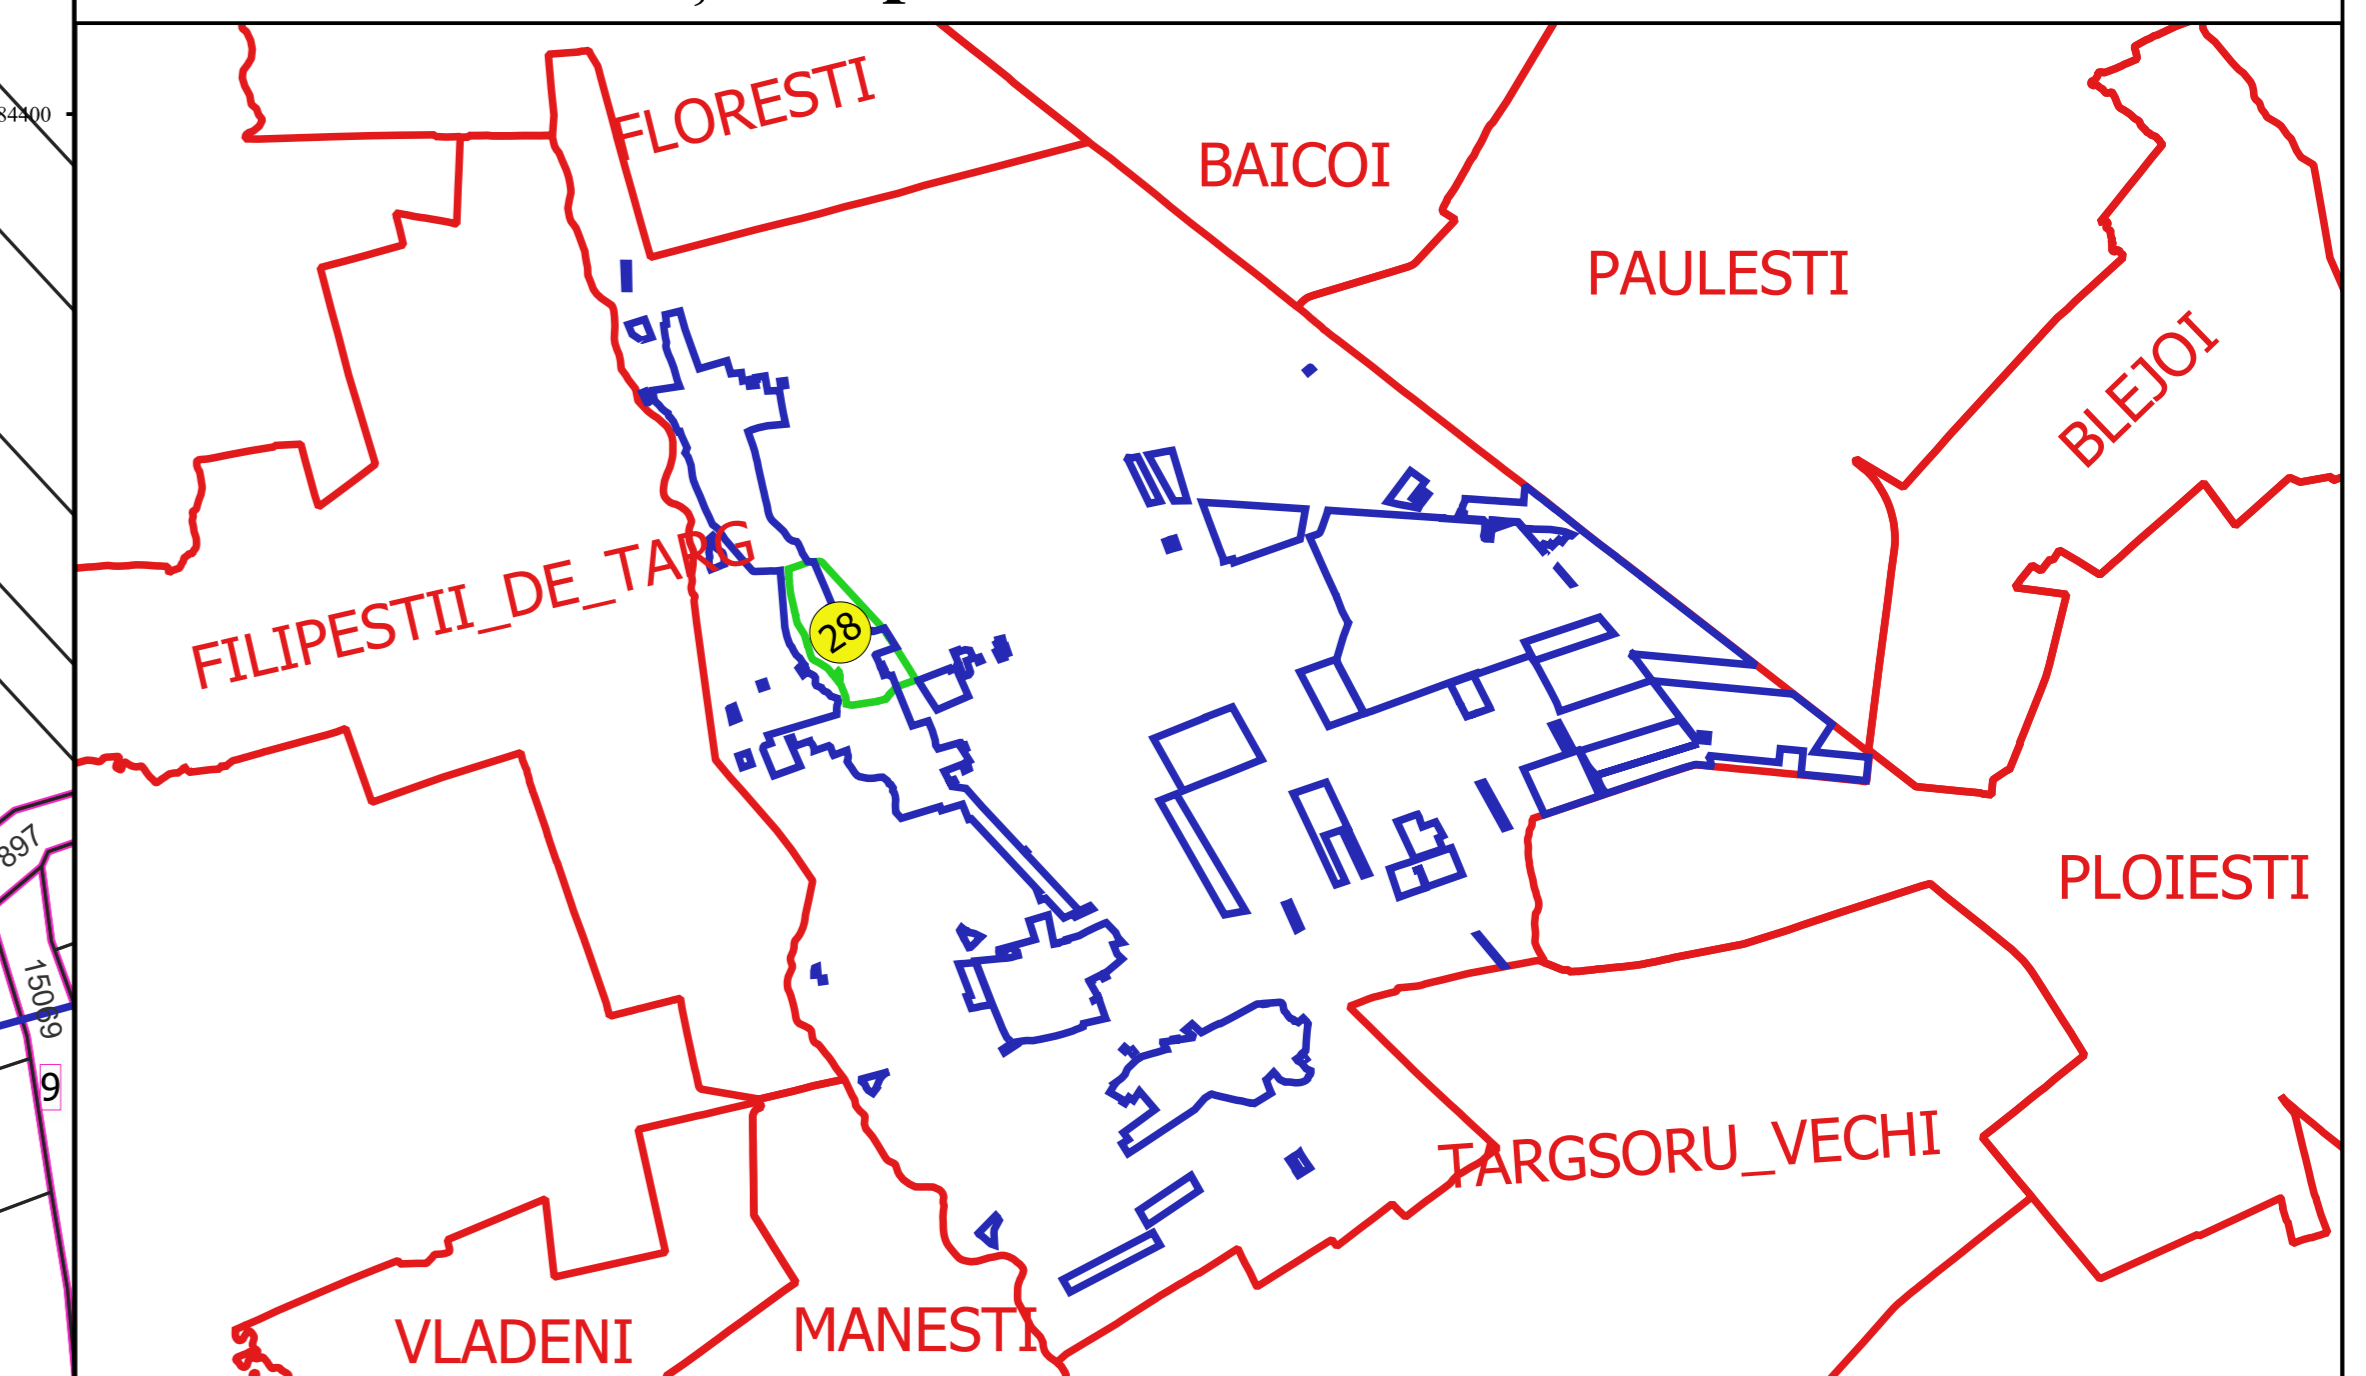 84400
FLORESTI
BAICOI
PAULESTI
BLEJOI
FILIPESTII_DE_TARG
28
897
PLOIESTI
15069
9
TARGSORU_VECHI
VLADENI
MANESTI